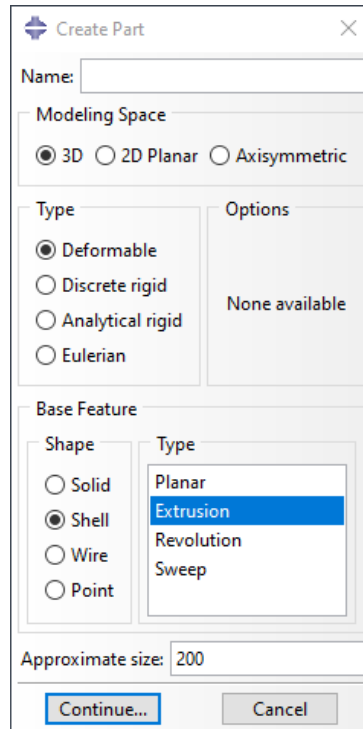 Create Part
Name:
Modeling Space
3D 2D Planar Axisymmetric
Type
Deformable
Discrete rigid
Analytical rigid
Eulerian
Options
None available
Base Feature
Shape
Solid
Shell
Wire
Point
Type
Planar
Extrusion
Revolution
Sweep
Approximate size: 200
Continue... Cancel